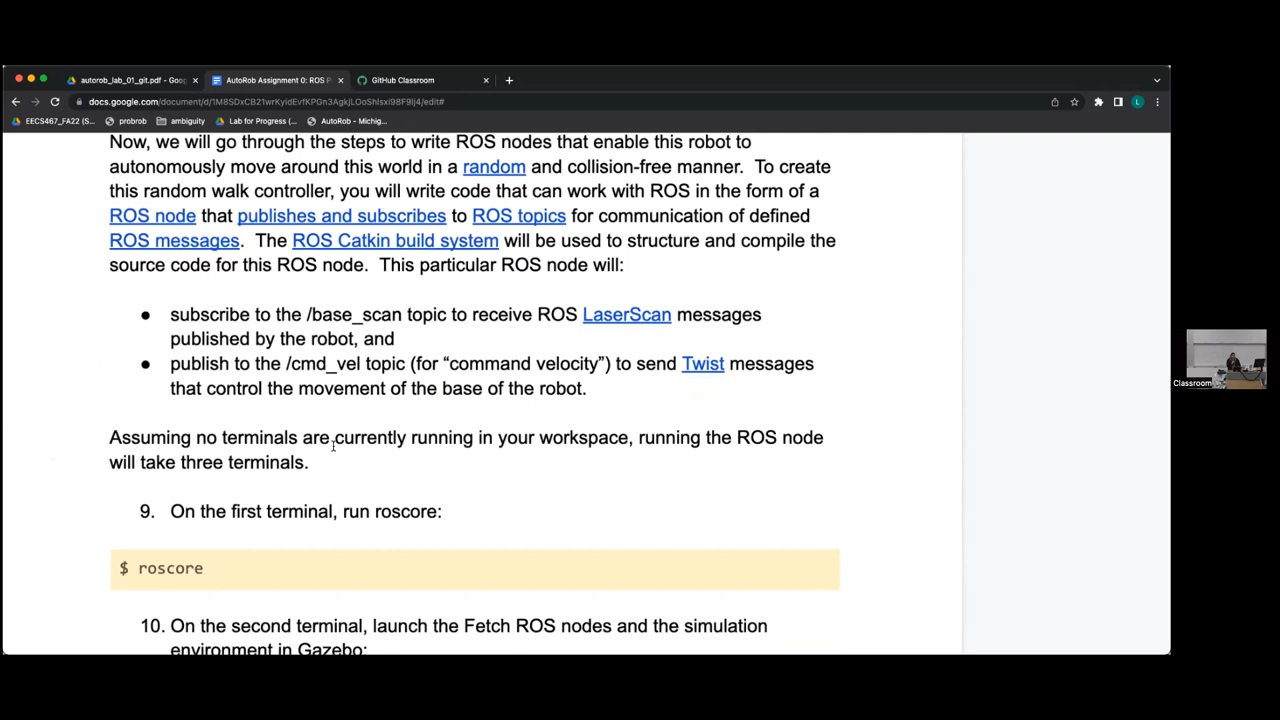 autorob_lab_01_git.pdf - Goo
AutoRob Assignment 0: ROS P
GitHub Classroom
docs.google.com/document/d/1M8SDxCB21wrKyidEvfKPGn3AgkjLOoShIsxl98F9lj4/edit#
L
EECS467_FA22 (S...
probrob
ambiguity
Lab for Progress (...
AutoRob - Michig...
Now, we will go through the steps to write ROS nodes that enable this robot to
autonomously move around this world in a random and collision-free manner. To create
this random walk controller, you will write code that can work with ROS in the form of a
ROS node that publishes and subscribes to ROS topics for communication of defined
ROS messages. The ROS Catkin build system will be used to structure and compile the
source code for this ROS node. This particular ROS node will:
● subscribe to the /base_scan topic to receive ROS LaserScan messages
published by the robot, and
● publish to the /cmd_vel topic (for “command velocity”) to send Twist messages
that control the movement of the base of the robot.
Assuming no terminals are currently running in your workspace, running the ROS node
will take three terminals.
9. On the first terminal, run roscore:
$ roscore
10. On the second terminal, launch the Fetch ROS nodes and the simulation
environment in Gazebo:
Classroom